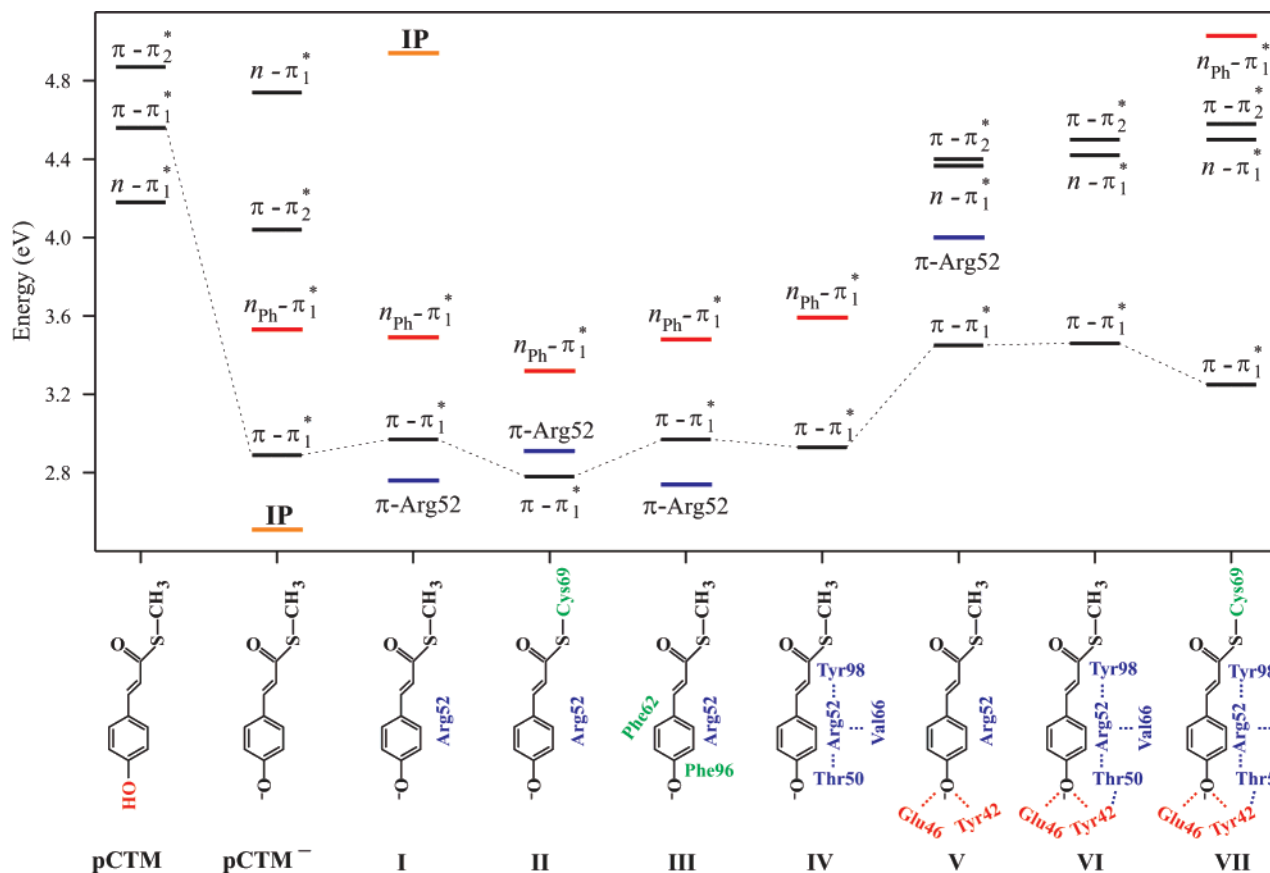 IP
π - π2*
n - π1*
nPh - π1*
4.8
π - π1*
π - π2*
π - π2*
π - π2*
4.4
n - π1*
π - π2*
n - π1*
n - π1*
n - π1*
4.0
π-Arg52
Energy (eV)
nPh - π1*
nPh - π1*
nPh - π1*
nPh - π1*
nPh - π1*
3.6
π - π1*
π - π1*
π - π1*
3.2
π - π1*
π - π1*
π-Arg52
π - π1*
π - π1*
2.8
IP
π-Arg52
π - π1*
π-Arg52
O S–CH3 HO
O S–CH3 O–
O S–CH3 Arg52 O–
O S–Cys69 Arg52 O–
O S–CH3 Phe62 Arg52 Phe96 O–
O S–CH3 Tyr98 Arg52 Val66 Thr50 O–
O S–CH3 Arg52 O– Glu46 Tyr42
O S–CH3 Tyr98 Arg52 Val66 Thr50 O– Glu46 Tyr42
O S–Cys69 Tyr98 Arg52 O– Glu46 Tyr42
pCTM pCTM– I II III IV V VI VII